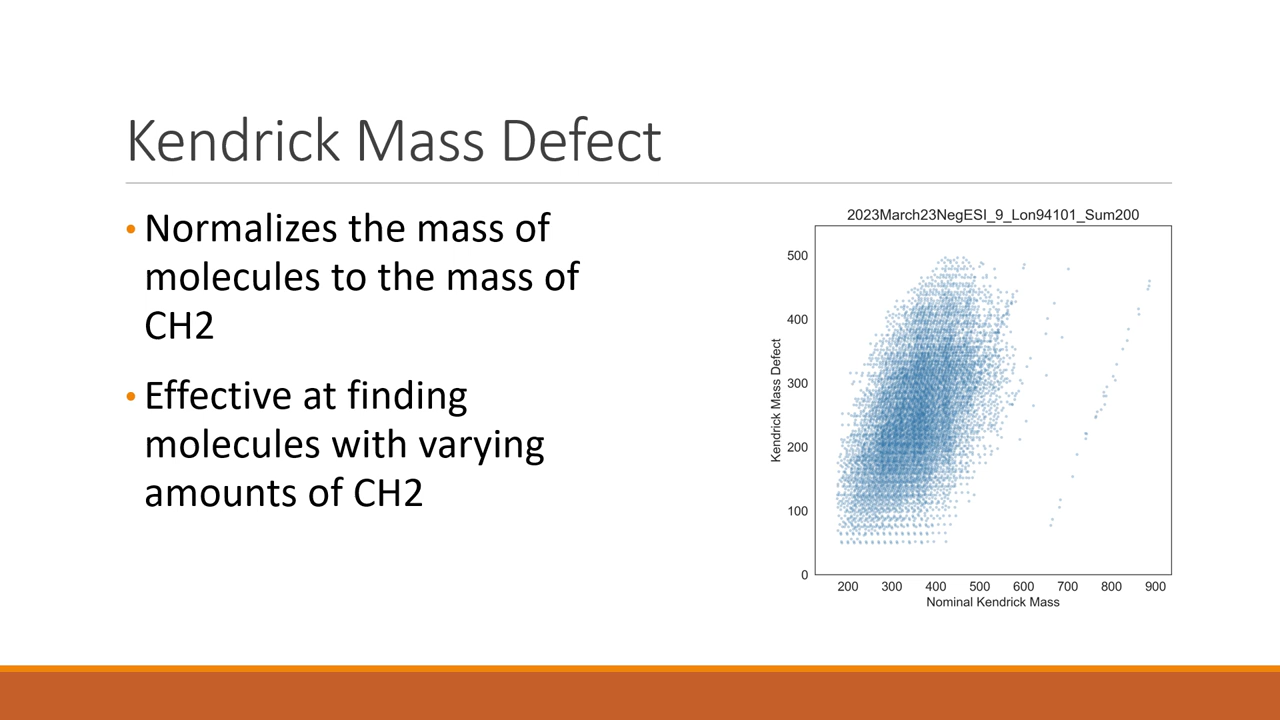 Kendrick Mass Defect
• Normalizes the mass of
molecules to the mass of
CH2
• Effective at finding
molecules with varying
amounts of CH2
2023March23NegESI_9_Lon94101_Sum200
Kendrick Mass Defect
500
400
300
200
100
0
200 300 400 500 600 700 800 900
Nominal Kendrick Mass